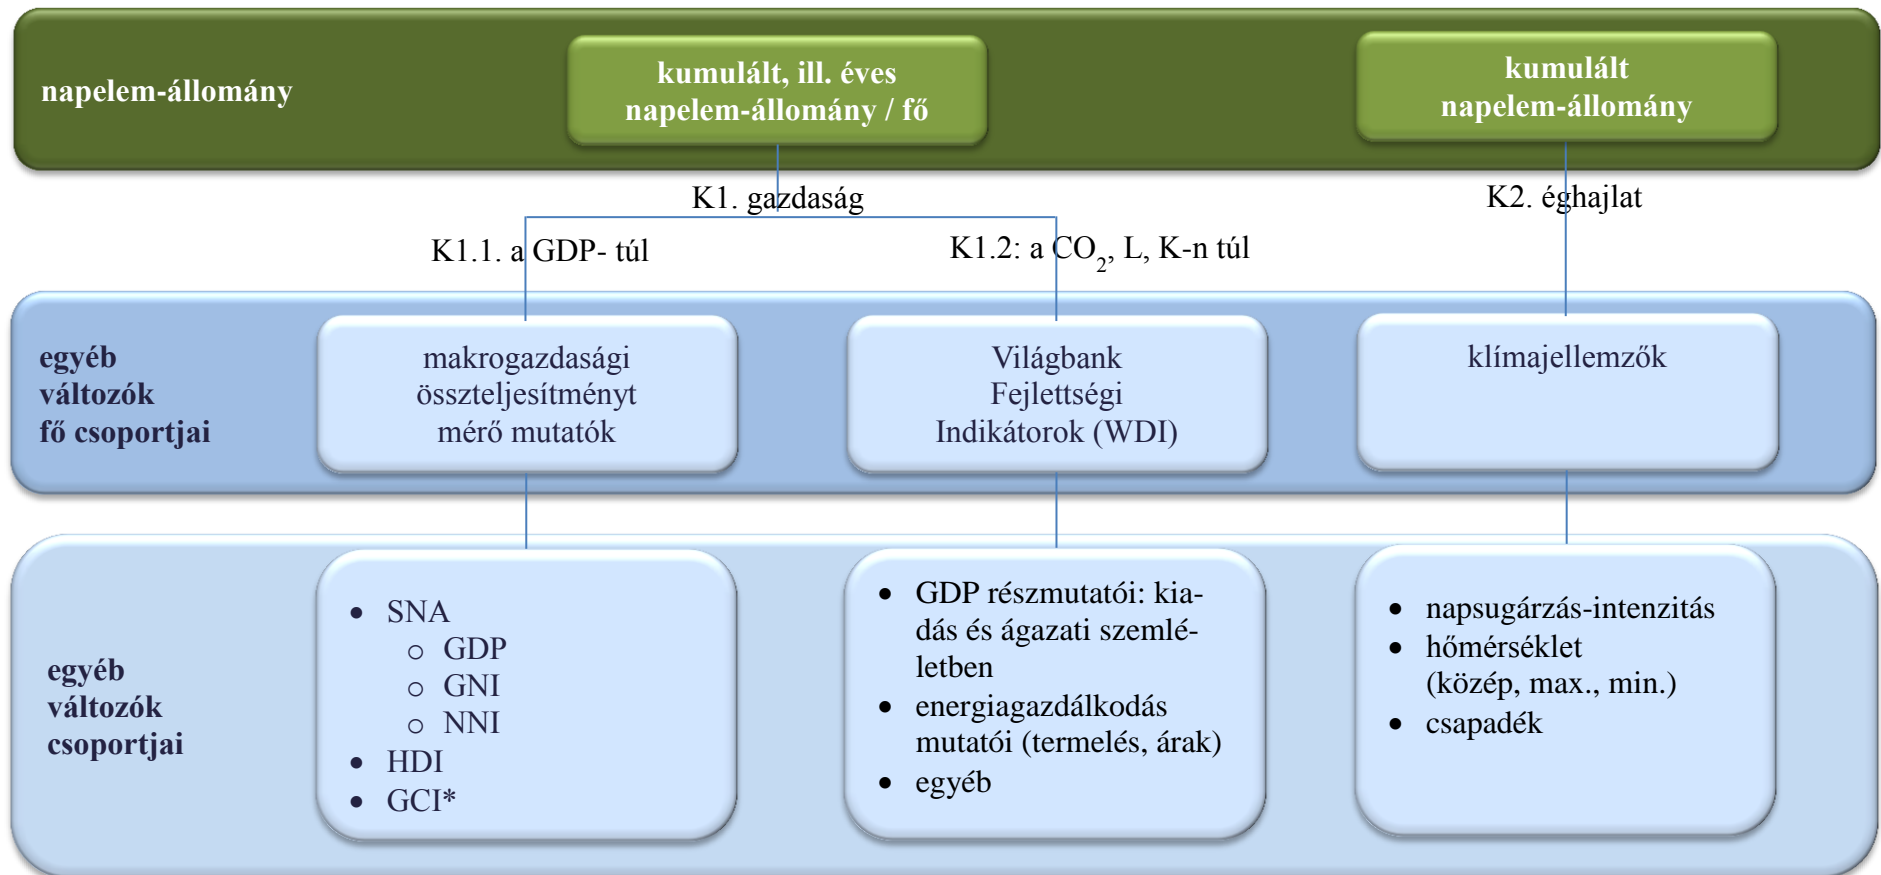 napelem-állomány
kumulált, ill. éves
napelem-állomány / fő
kumulált
napelem-állomány
K1. gazdaság
K2. éghajlat
K1.1. a GDP- túl
K1.2: a CO₂, L, K-n túl
egyéb
változók
fő csoportjai
makrogazdasági
összteljesítményt
mérő mutatók
Világbank
Fejlettségi
Indikátorok (WDI)
klímajellemzők
egyéb
változók
csoportjai
• SNA
o GDP
o GNI
o NNI
• HDI
• GCI*
• GDP részmutatói: kia-
dás és ágazati szemlé-
letben
• energiagazdálkodás
mutatói (termelés, árak)
• egyéb
• napsugárzás-intenzitás
• hőmérséklet
(közép, max., min.)
• csapadék